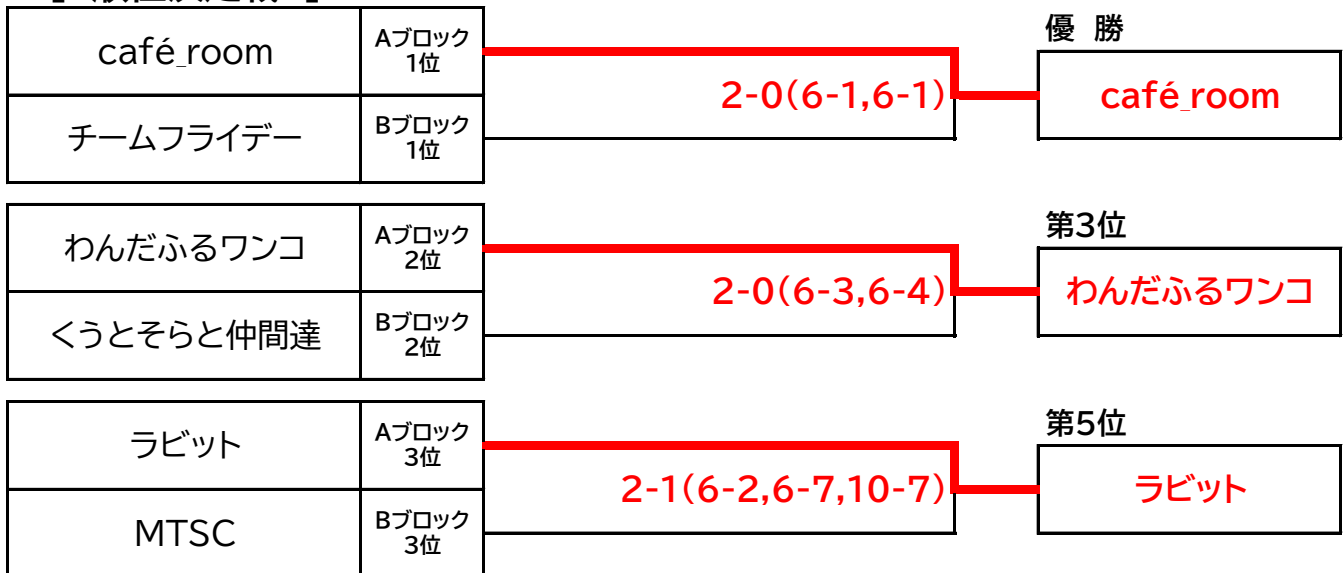 café_room
Aブロック
1位
チームフライデー
Bブロック
1位
2-0(6-1,6-1)
優 勝
café_room
わんだふるワンコ
Aブロック
2位
くうとそらと仲間達
Bブロック
2位
2-0(6-3,6-4)
第3位
わんだふるワンコ
ラビット
Aブロック
3位
MTSC
Bブロック
3位
2-1(6-2,6-7,10-7)
第5位
ラビット